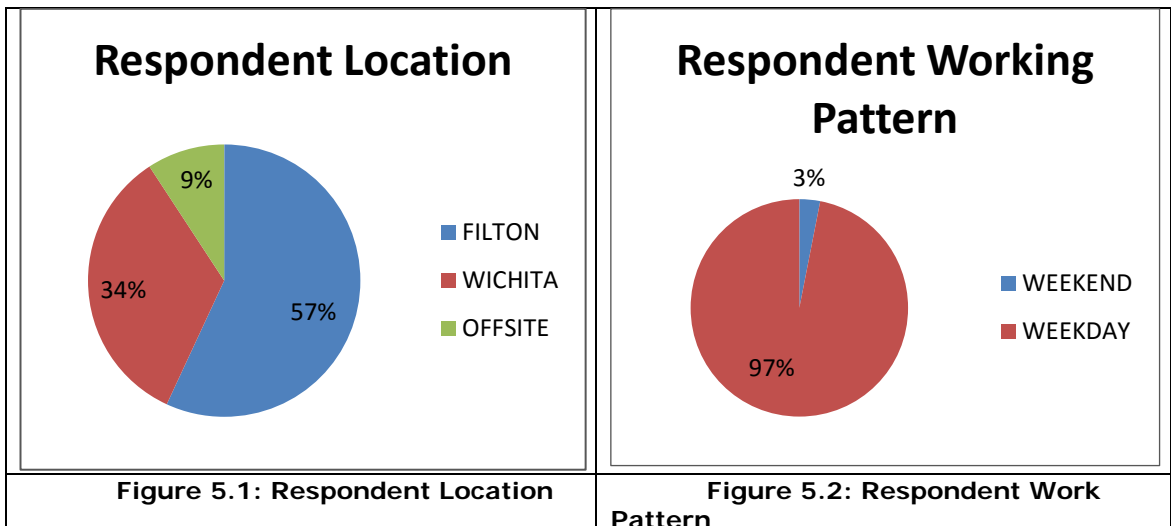 Respondent Location
9%
34%
57%
FILTON
WICHITA
OFFSITE
Respondent Working
Pattern
3%
97%
WEEKEND
WEEKDAY
Figure 5.1: Respondent Location
Figure 5.2: Respondent Work
Pattern